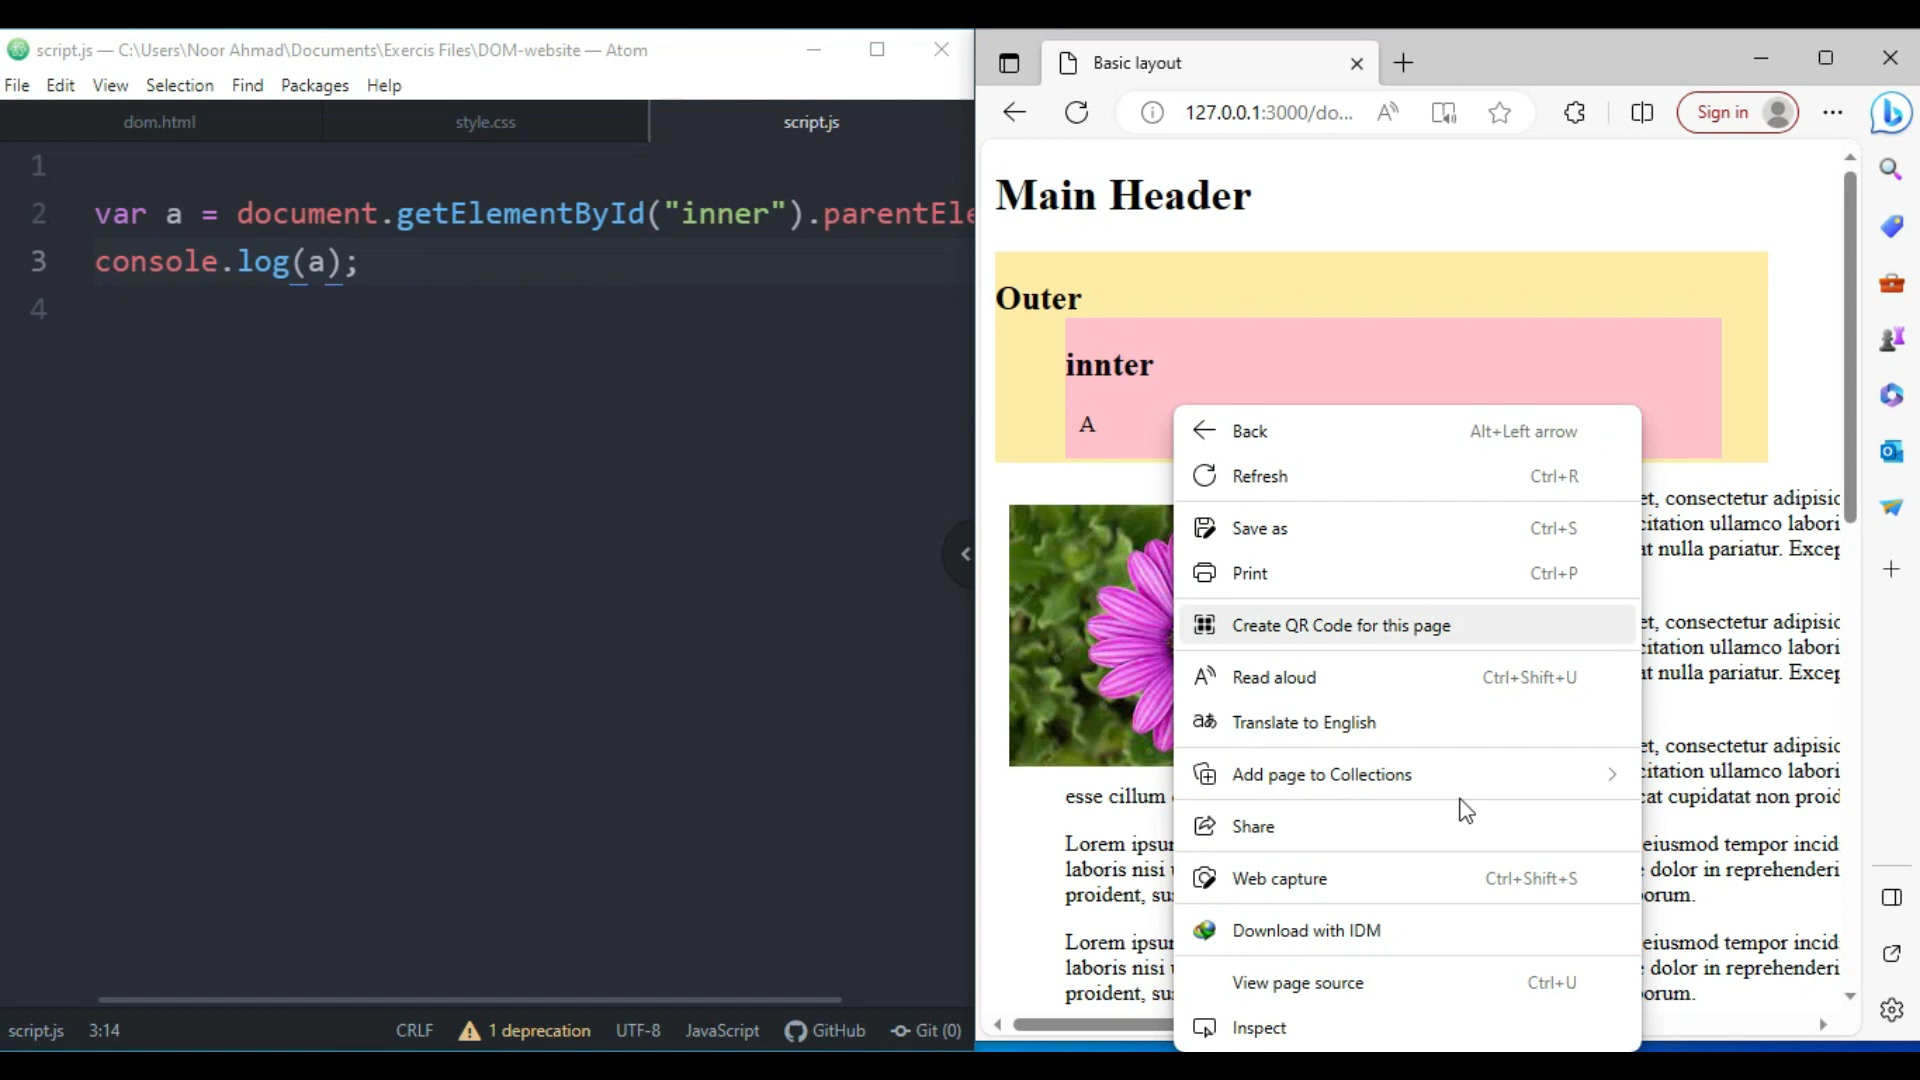 script.js — C:\Users\Noor Ahmad\Documents\Exercis Files\DOM-website — Atom
File Edit View Selection Find Packages Help
dom.html style.css script.js
1
2 var a = document.getElementById("inner").parentEle
3 console.log(a);
4
script.js 3:14 CRLF 1 deprecation UTF-8 JavaScript GitHub Git (0)
Basic layout
127.0.0.1:3000/do...
Sign in
Main Header
Outer
innter
A
Back Alt+Left arrow
Refresh Ctrl+R
Save as Ctrl+S
Print Ctrl+P
Create QR Code for this page
Read aloud Ctrl+Shift+U
Translate to English
Add page to Collections
Share
Web capture Ctrl+Shift+S
Download with IDM
View page source Ctrl+U
Inspect
et, consectetur adipisic
citation ullamco labori
at nulla pariatur. Excep
et, consectetur adipisic
citation ullamco labori
at nulla pariatur. Excep
et, consectetur adipisic
citation ullamco labori
esse cillum cat cupidatat non proid
Lorem ipsu eiusmod tempor incid
laboris nisi dolor in reprehenderi
proident, su orum.
Lorem ipsu eiusmod tempor incid
laboris nisi dolor in reprehenderi
proident, su orum.